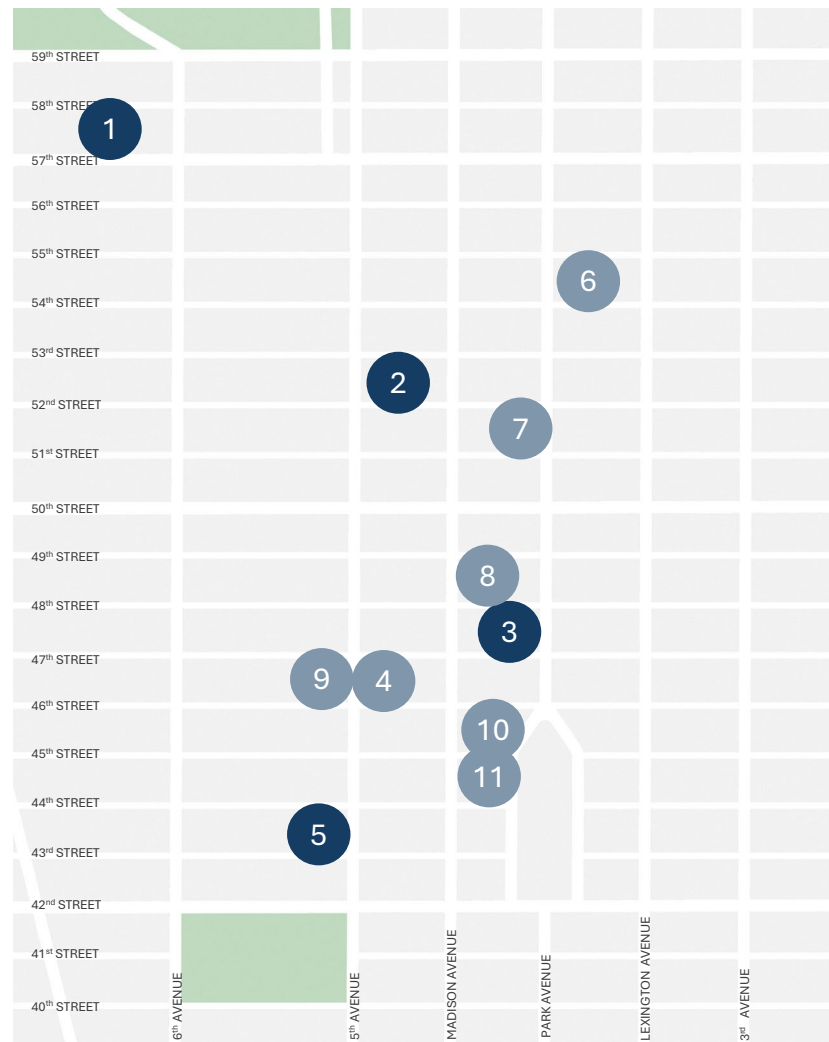 59th STREET
58th STREET
1
57th STREET
56th STREET
55th STREET
6
54th STREET
53rd STREET
2
52nd STREET
7
51st STREET
50th STREET
49th STREET
8
48th STREET
3
47th STREET
9
4
46th STREET
10
45th STREET
11
44th STREET
5
43rd STREET
42nd STREET
41st STREET
40th STREET
6th AVENUE
5th AVENUE
MADISON AVENUE
PARK AVENUE
LEXINGTON AVENUE
3rd AVENUE